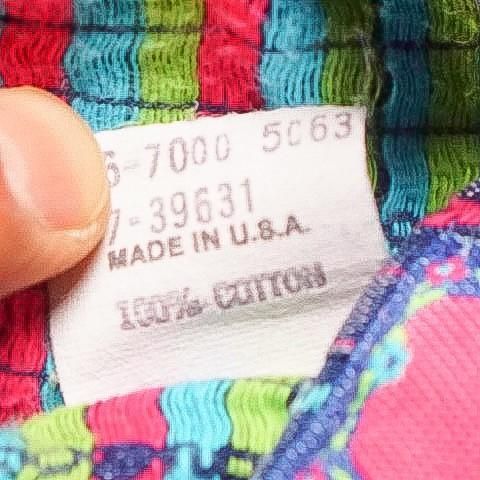 6-7000 5063
7-39631
MADE IN U.S.A.
100% COTTON